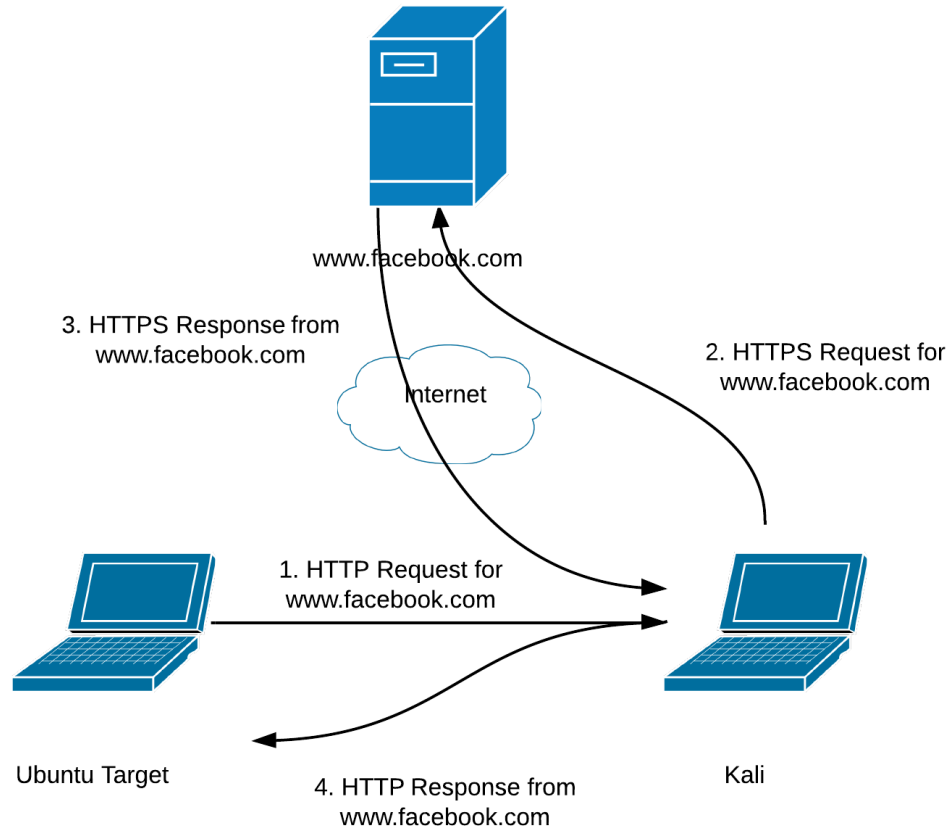 www.facebook.com
3. HTTPS Response from
www.facebook.com
2. HTTPS Request for
www.facebook.com
Internet
1. HTTP Request for
www.facebook.com
Ubuntu Target
Kali
4. HTTP Response from
www.facebook.com